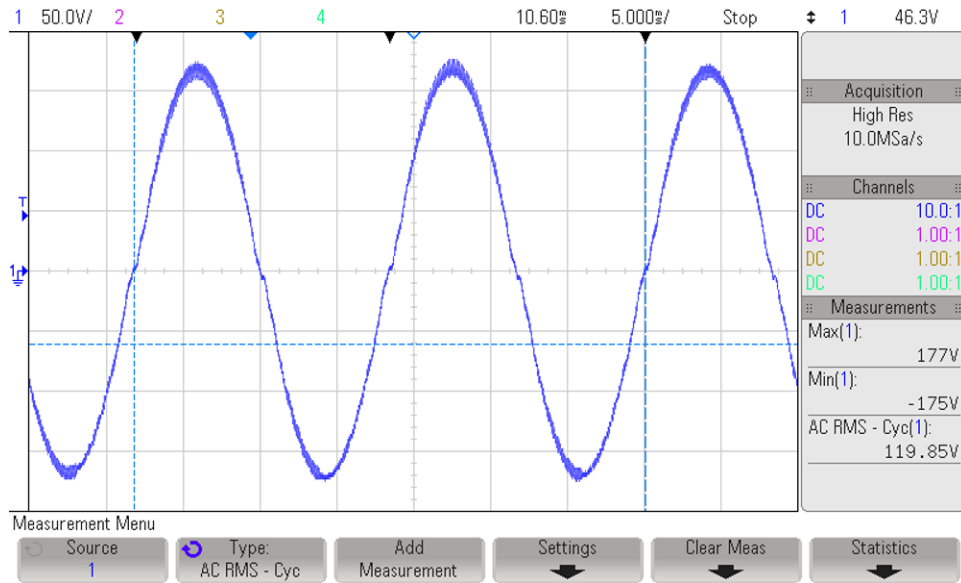 1 50.0V/ 2 3 4 10.60ms 5.000ms/ Stop 1 46.3V
T
1
Acquisition
High Res
10.0MSa/s
Channels
DC 10.0:1
DC 1.00:1
DC 1.00:1
DC 1.00:1
Measurements
Max(1):
177V
Min(1):
-175V
AC RMS - Cyc(1):
119.85V
Measurement Menu
Source
1
Type:
AC RMS - Cyc
Add
Measurement
Settings
Clear Meas
Statistics